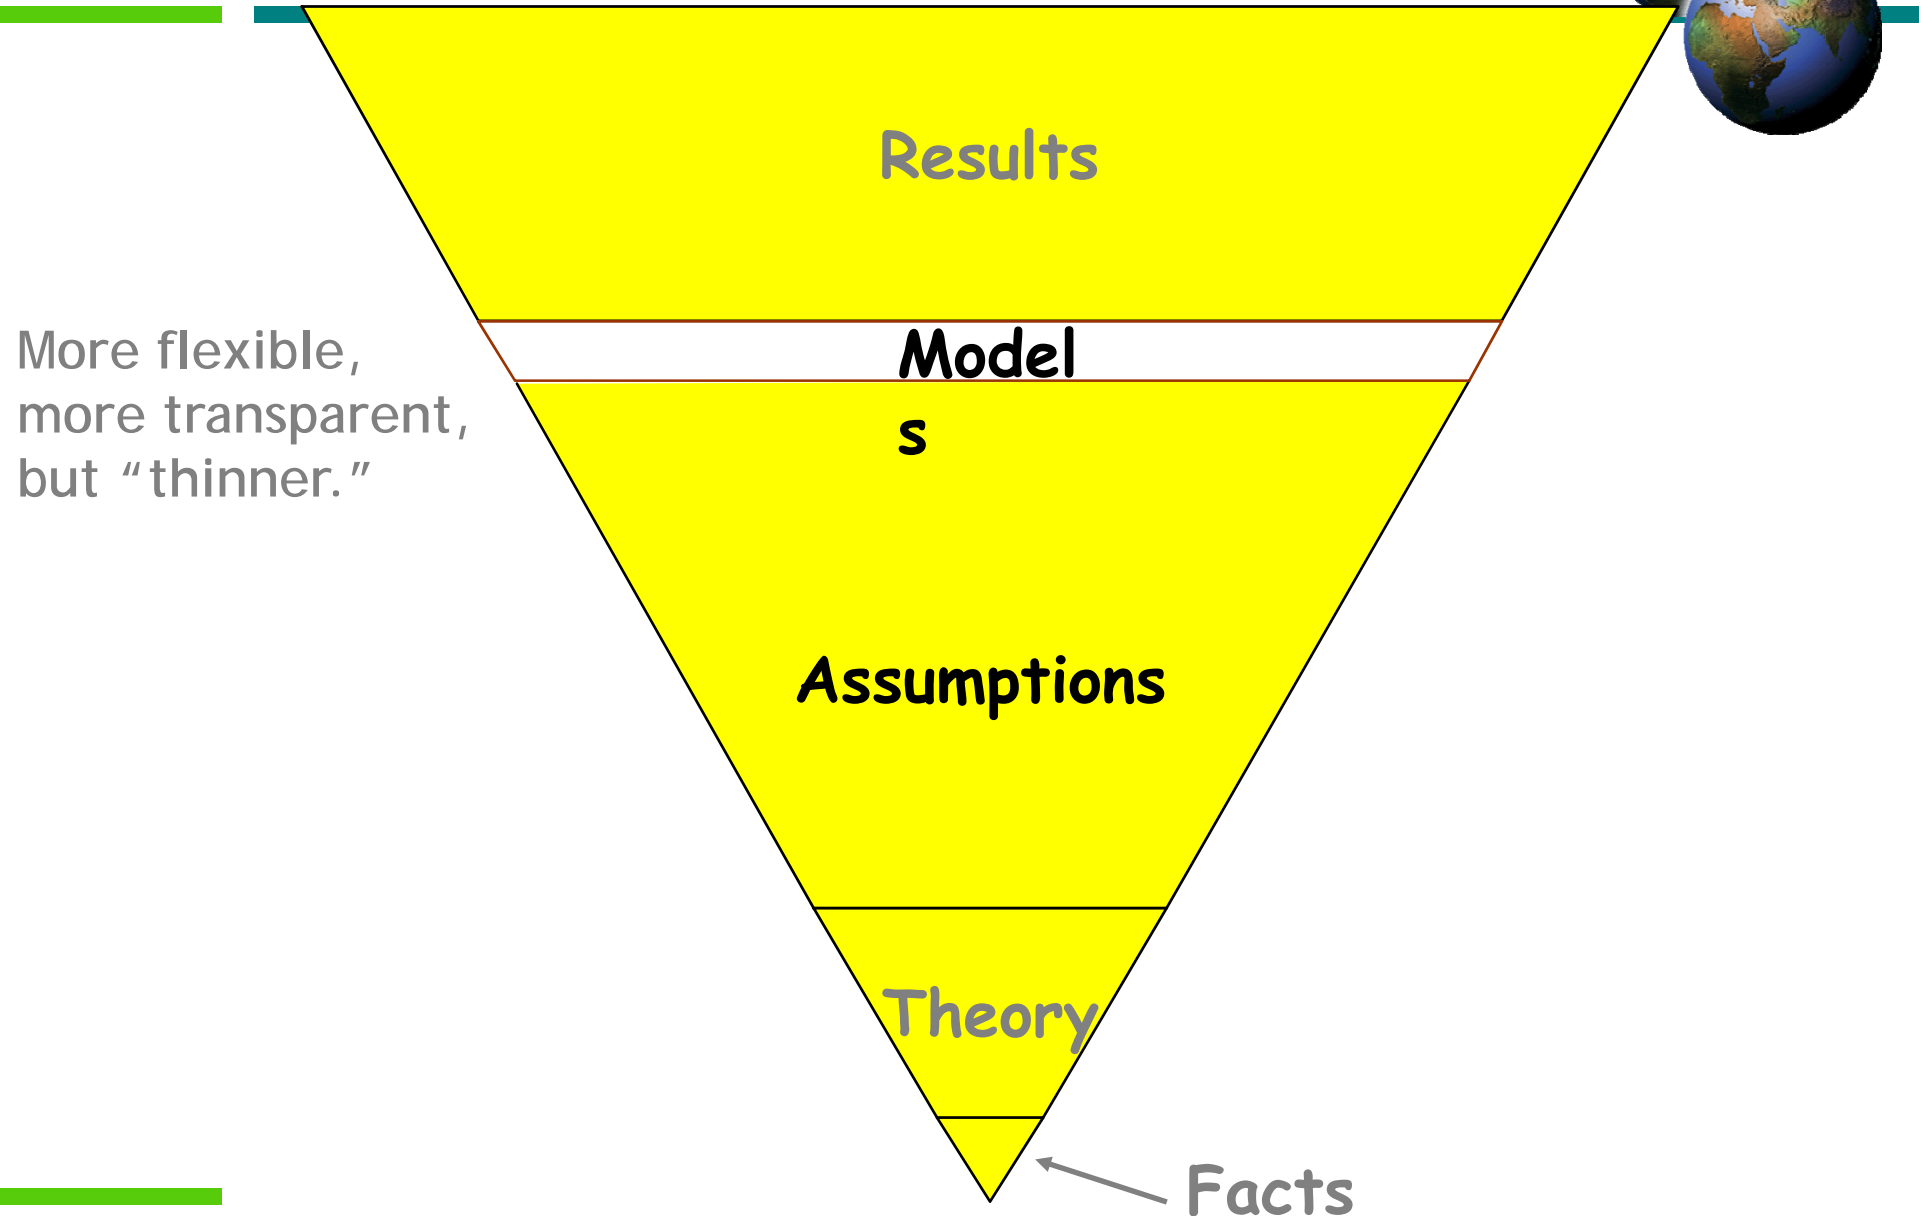 Results
More flexible,
more transparent,
but “thinner.”
Model
s
Assumptions
Theory
Facts